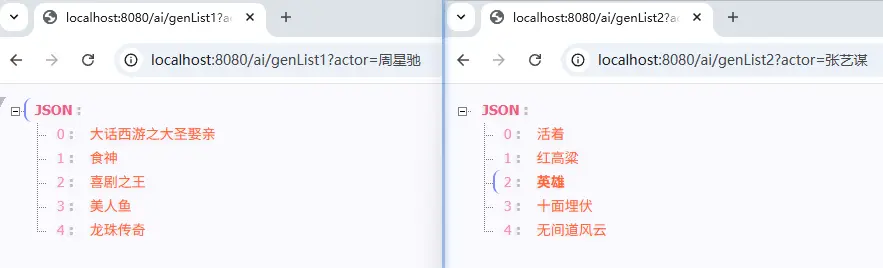 localhost:8080/ai/genList1?ac
localhost:8080/ai/genList1?actor=周星驰
JSON :
0 : 大话西游之大圣娶亲
1 : 食神
2 : 喜剧之王
3 : 美人鱼
4 : 龙珠传奇
localhost:8080/ai/genList2?ac
localhost:8080/ai/genList2?actor=张艺谋
JSON :
0 : 活着
1 : 红高粱
2 : 英雄
3 : 十面埋伏
4 : 无间道风云